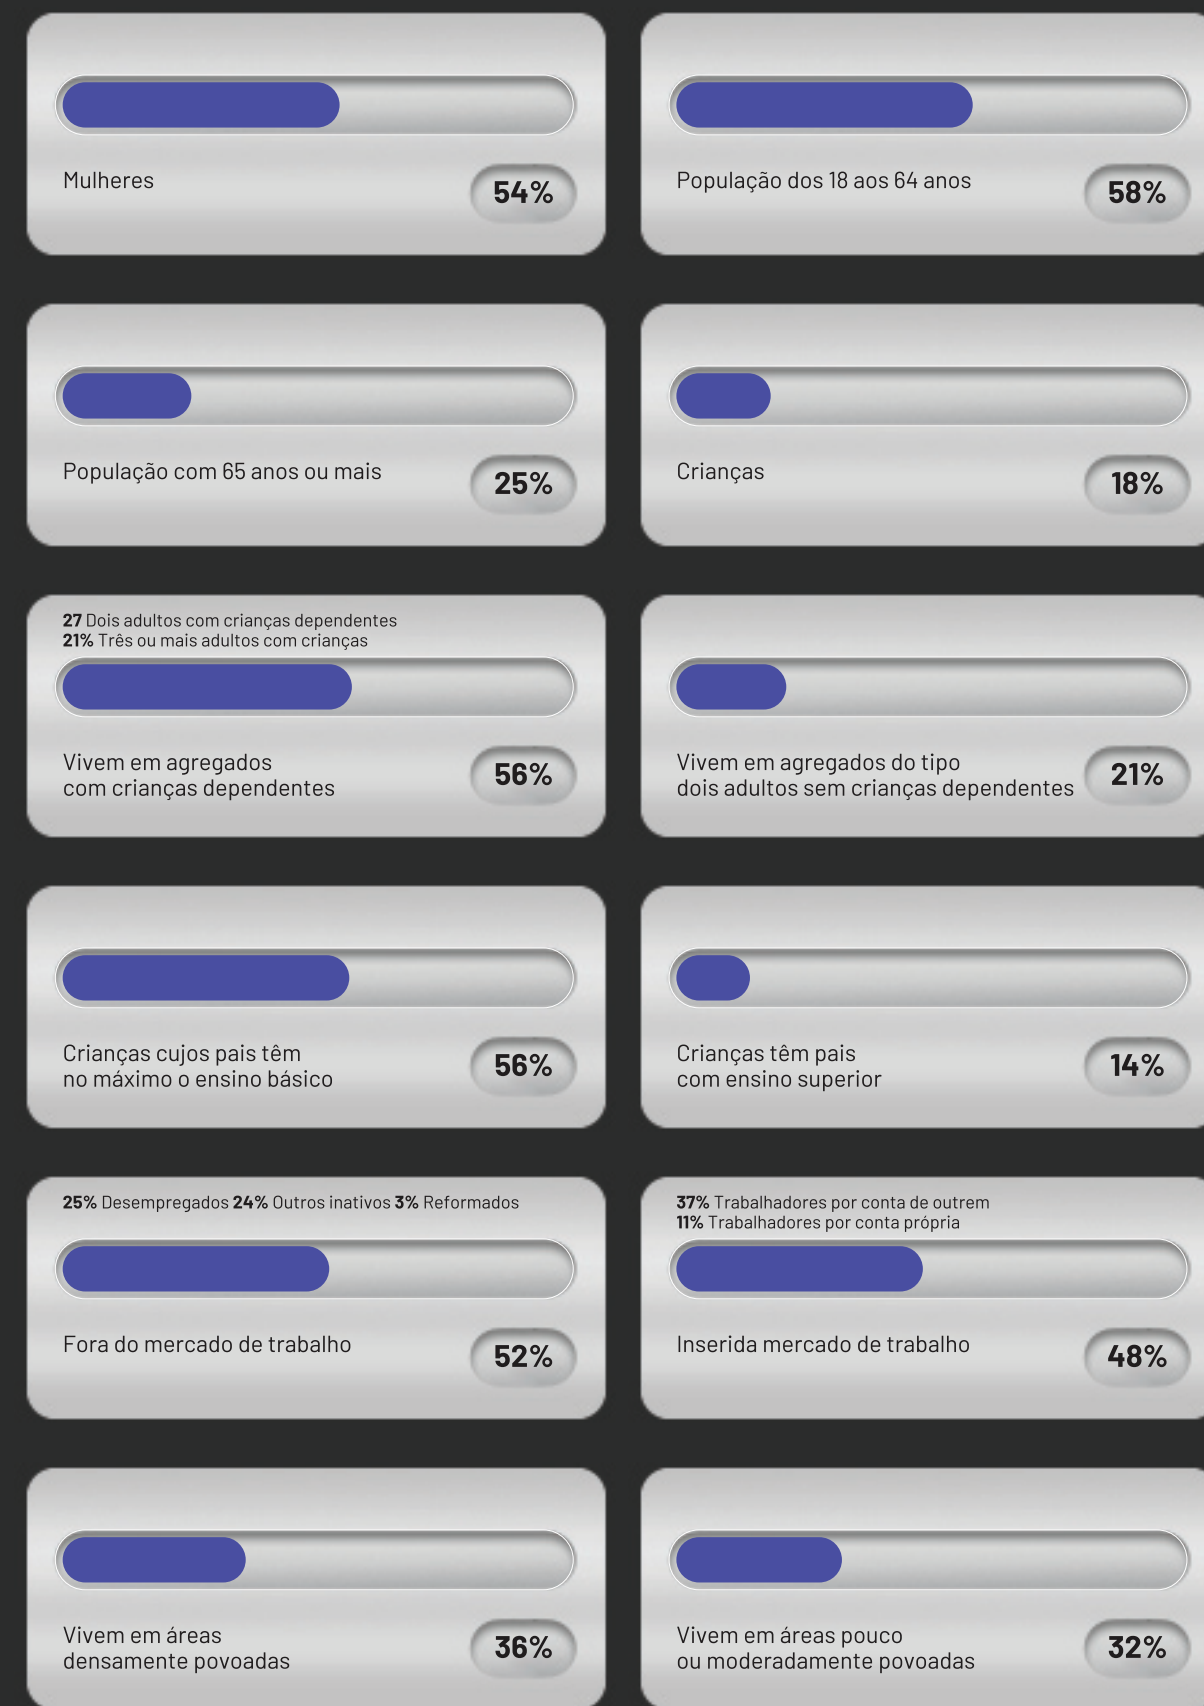 Mulheres
54%
População dos 18 aos 64 anos
58%
População com 65 anos ou mais
25%
Crianças
18%
27 Dois adultos com crianças dependentes
21% Três ou mais adultos com crianças
Vivem em agregados
com crianças dependentes
56%
Vivem em agregados do tipo
dois adultos sem crianças dependentes
21%
Crianças cujos pais têm
no máximo o ensino básico
56%
Crianças têm pais
com ensino superior
14%
25% Desempregados 24% Outros inativos 3% Reformados
Fora do mercado de trabalho
52%
37% Trabalhadores por conta de outrem
11% Trabalhadores por conta própria
Inserida mercado de trabalho
48%
Vivem em áreas
densamente povoadas
36%
Vivem em áreas pouco
ou moderadamente povoadas
32%